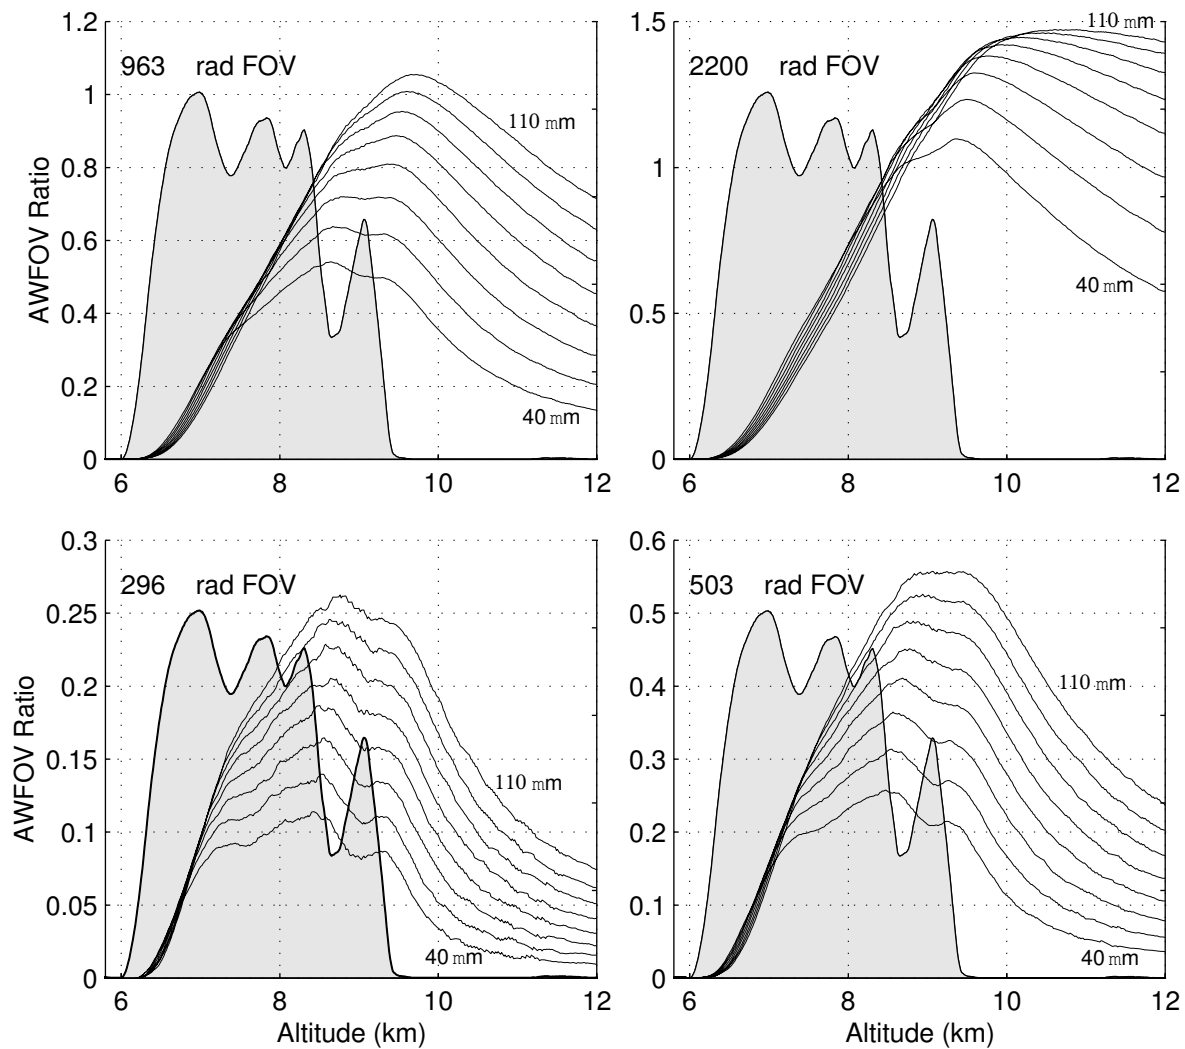 1.2
1
0.8
0.6
0.4
0.2
0
6
8
10
12
AWFOV Ratio
963 rad FOV
110 mm
40 mm
1.5
1
0.5
0
6
8
10
12
2200 rad FOV
110 mm
40 mm
0.3
0.25
0.2
0.15
0.1
0.05
0
6
8
10
12
AWFOV Ratio
Altitude (km)
296 rad FOV
110 mm
40 mm
0.6
0.5
0.4
0.3
0.2
0.1
0
6
8
10
12
Altitude (km)
503 rad FOV
110 mm
40 mm